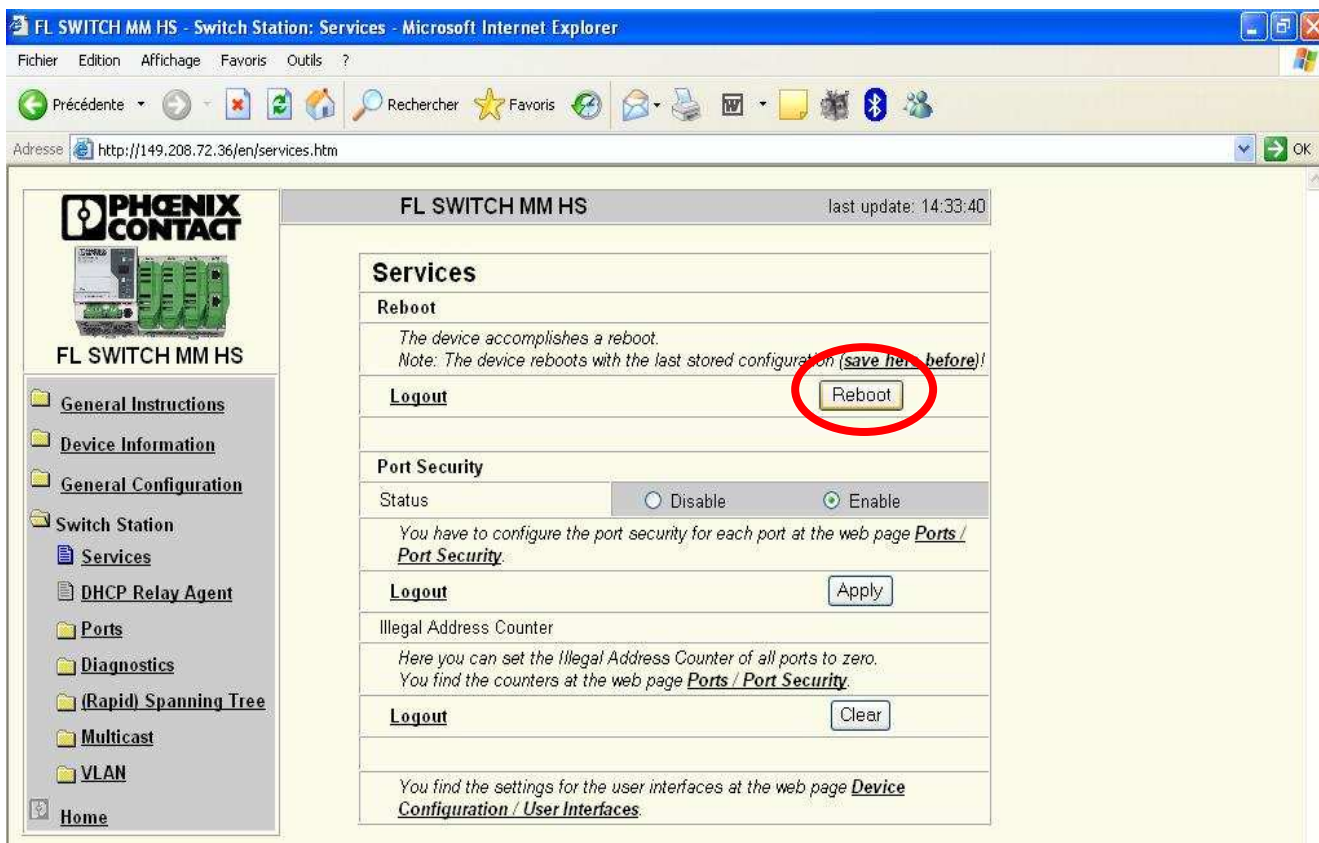 FL SWITCH MM HS - Switch Station: Services - Microsoft Internet Explorer
Fichier Edition Affichage Favoris Outils ?
Précédente Rechercher Favoris
Adresse http://149.208.72.36/en/services.htm OK
PHŒNIX
CONTACT
FL SWITCH MM HS
General Instructions
Device Information
General Configuration
Switch Station
Services
DHCP Relay Agent
Ports
Diagnostics
(Rapid) Spanning Tree
Multicast
VLAN
Home
FL SWITCH MM HS last update: 14:33:40
Services
Reboot
The device accomplishes a reboot.
Note: The device reboots with the last stored configuration (save here before)!
Logout Reboot
Port Security
Status Disable Enable
You have to configure the port security for each port at the web page Ports /
Port Security.
Logout Apply
Illegal Address Counter
Here you can set the Illegal Address Counter of all ports to zero.
You find the counters at the web page Ports / Port Security.
Logout Clear
You find the settings for the user interfaces at the web page Device
Configuration / User Interfaces.